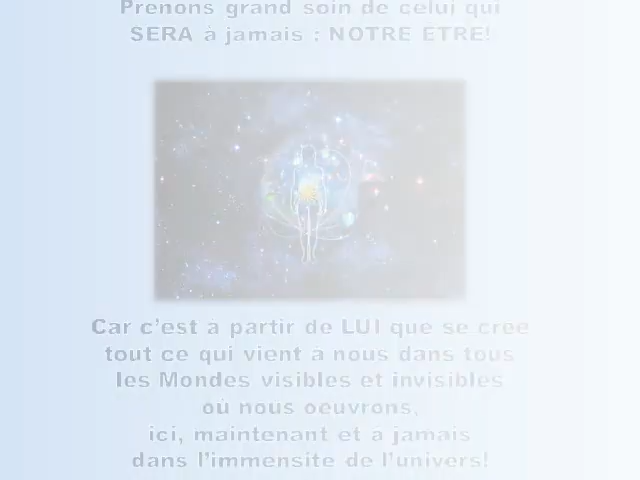 Prenons grand soin de celui qui
SERA à jamais : NOTRE ETRE!
Car c'est à partir de LUI que se crée
tout ce qui vient à nous dans tous
les Mondes visibles et invisibles
où nous oeuvrons,
ici, maintenant et à jamais
dans l'immensité de l'univers!